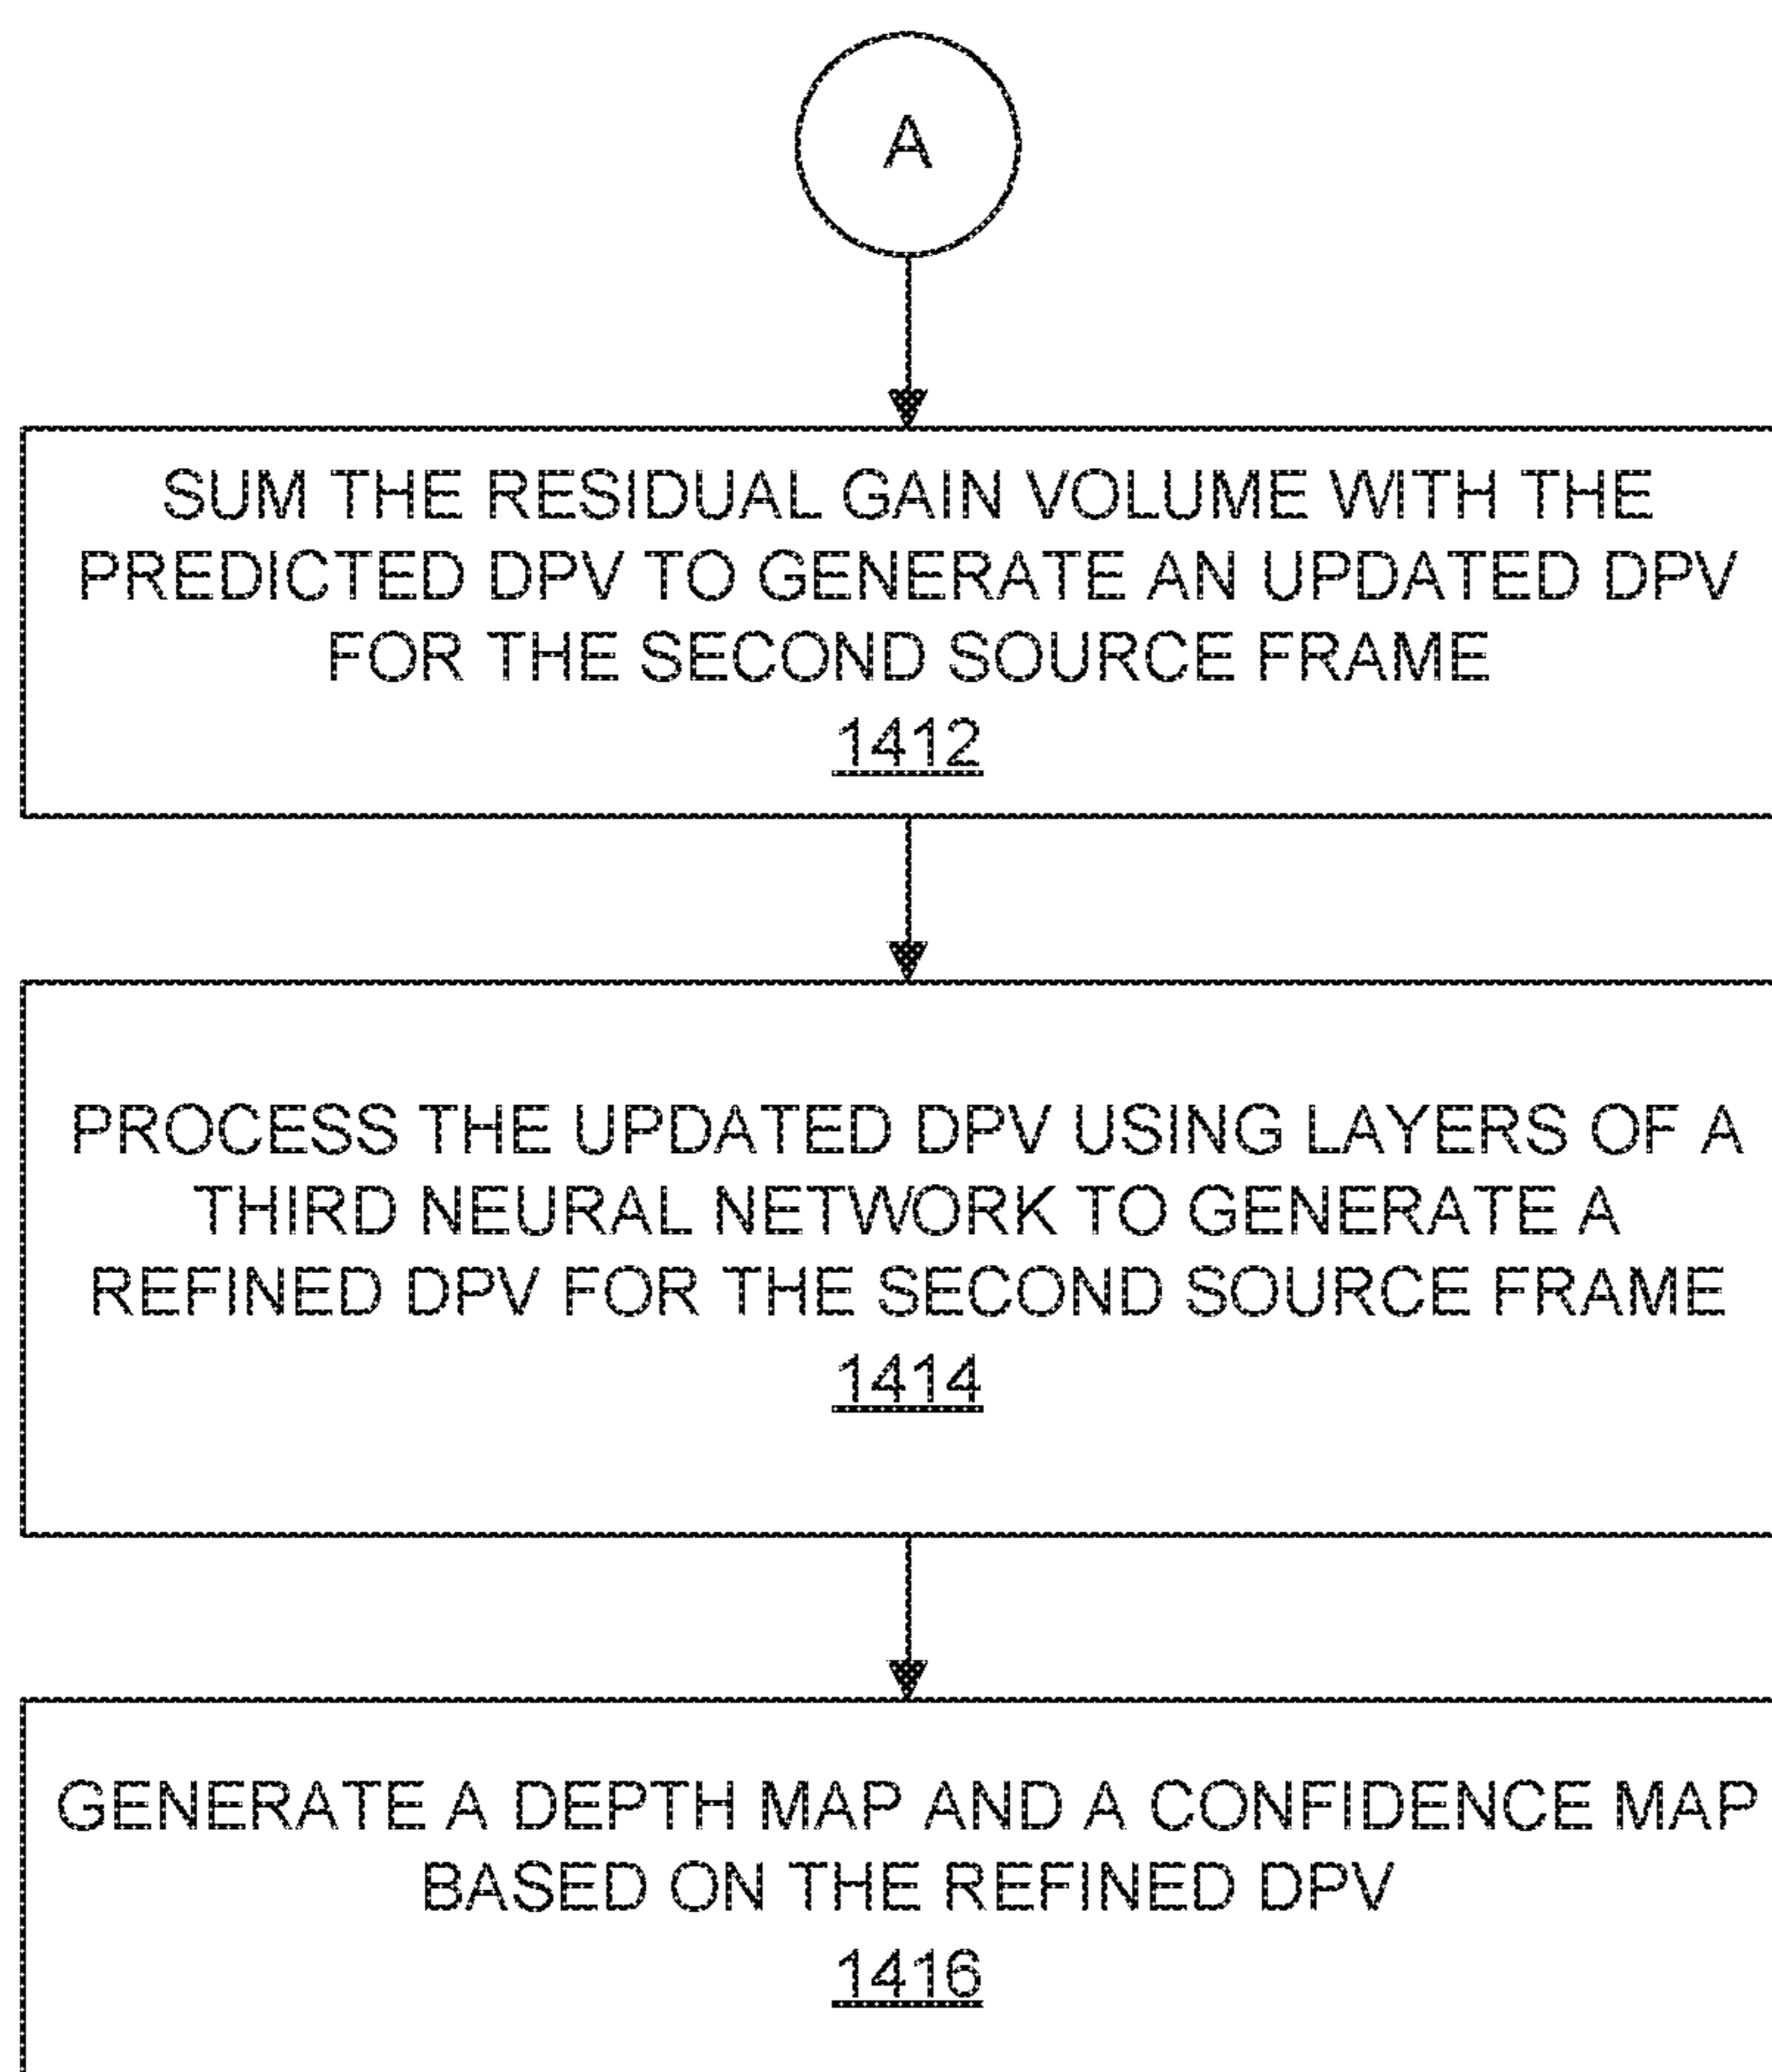 A
SUM THE RESIDUAL GAIN VOLUME WITH THE
PREDICTED DPV TO GENERATE AN UPDATED DPV
FOR THE SECOND SOURCE FRAME
1412
PROCESS THE UPDATED DPV USING LAYERS OF A
THIRD NEURAL NETWORK TO GENERATE A
REFINED DPV FOR THE SECOND SOURCE FRAME
1414
GENERATE A DEPTH MAP AND A CONFIDENCE MAP
BASED ON THE REFINED DPV
1416